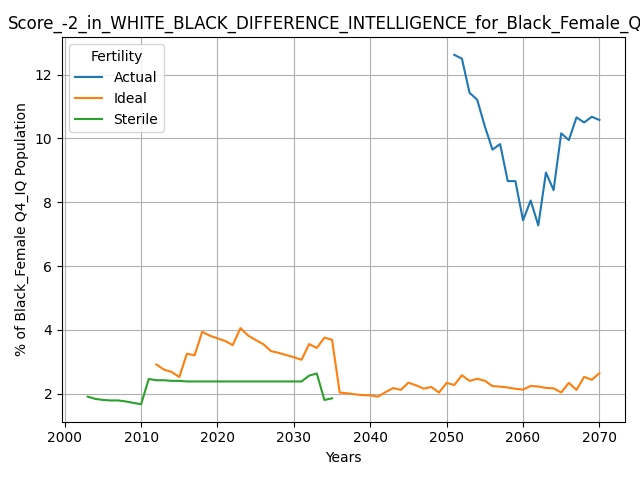 Score_-2_in_WHITE_BLACK_DIFFERENCE_INTELLIGENCE_for_Black_Female_Q
Fertility
Actual
Ideal
Sterile
% of Black_Female Q4_IQ Population
12
10
8
6
4
2
2000 2010 2020 2030 2040 2050 2060 2070
Years